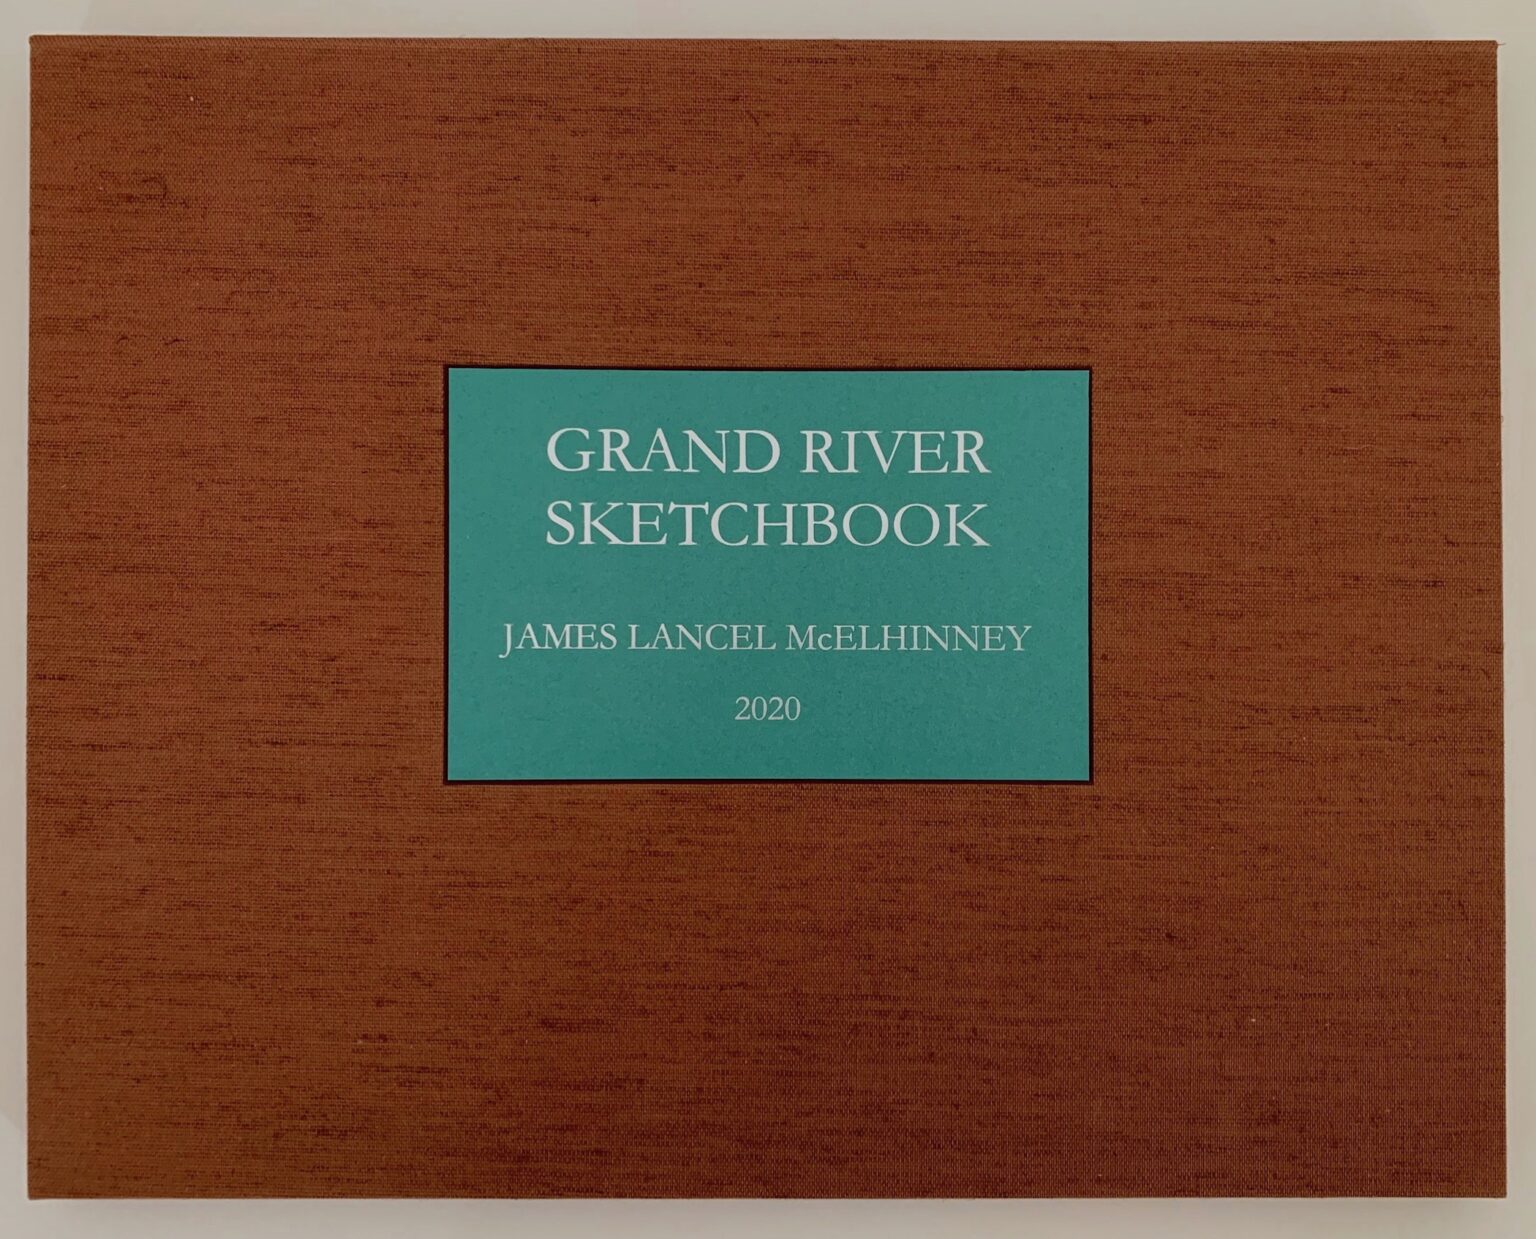 GRAND RIVER
SKETCHBOOK
JAMES LANCEL McELHINNEY
2020